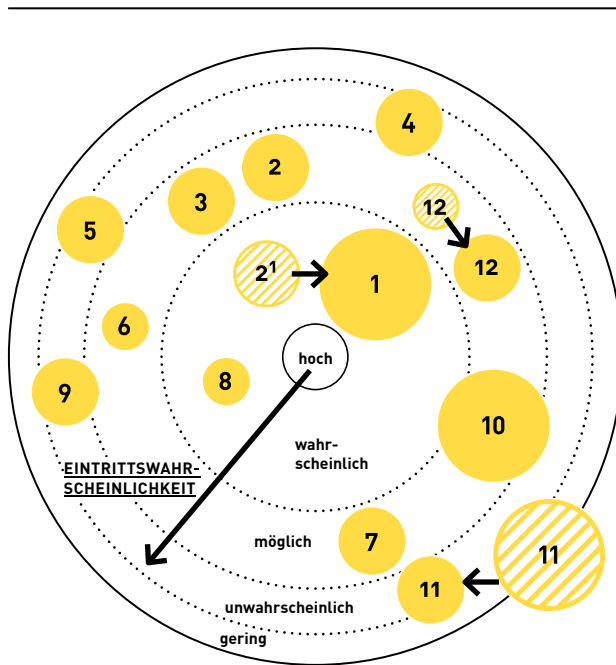 4
2
3
12
5
12
2¹
1
6
hoch
8
9
10
wahr-
scheinlich
EINTRITTSWAHR-
SCHEINLICHKEIT
möglich
7
11
11
unwahrscheinlich
gering